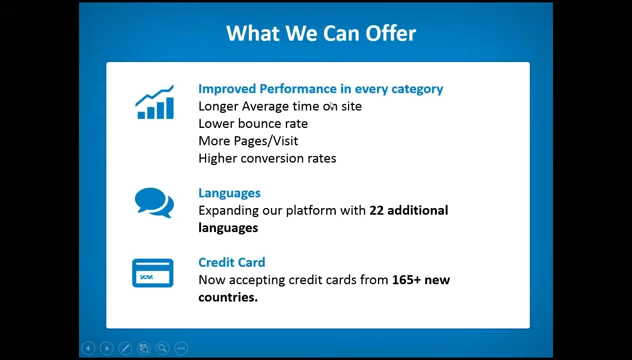 What We Can Offer
Improved Performance in every category
Longer Average time on site
Lower bounce rate
More Pages/Visit
Higher conversion rates
Languages
Expanding our platform with 22 additional
languages
Credit Card
Now accepting credit cards from 165+ new
countries.